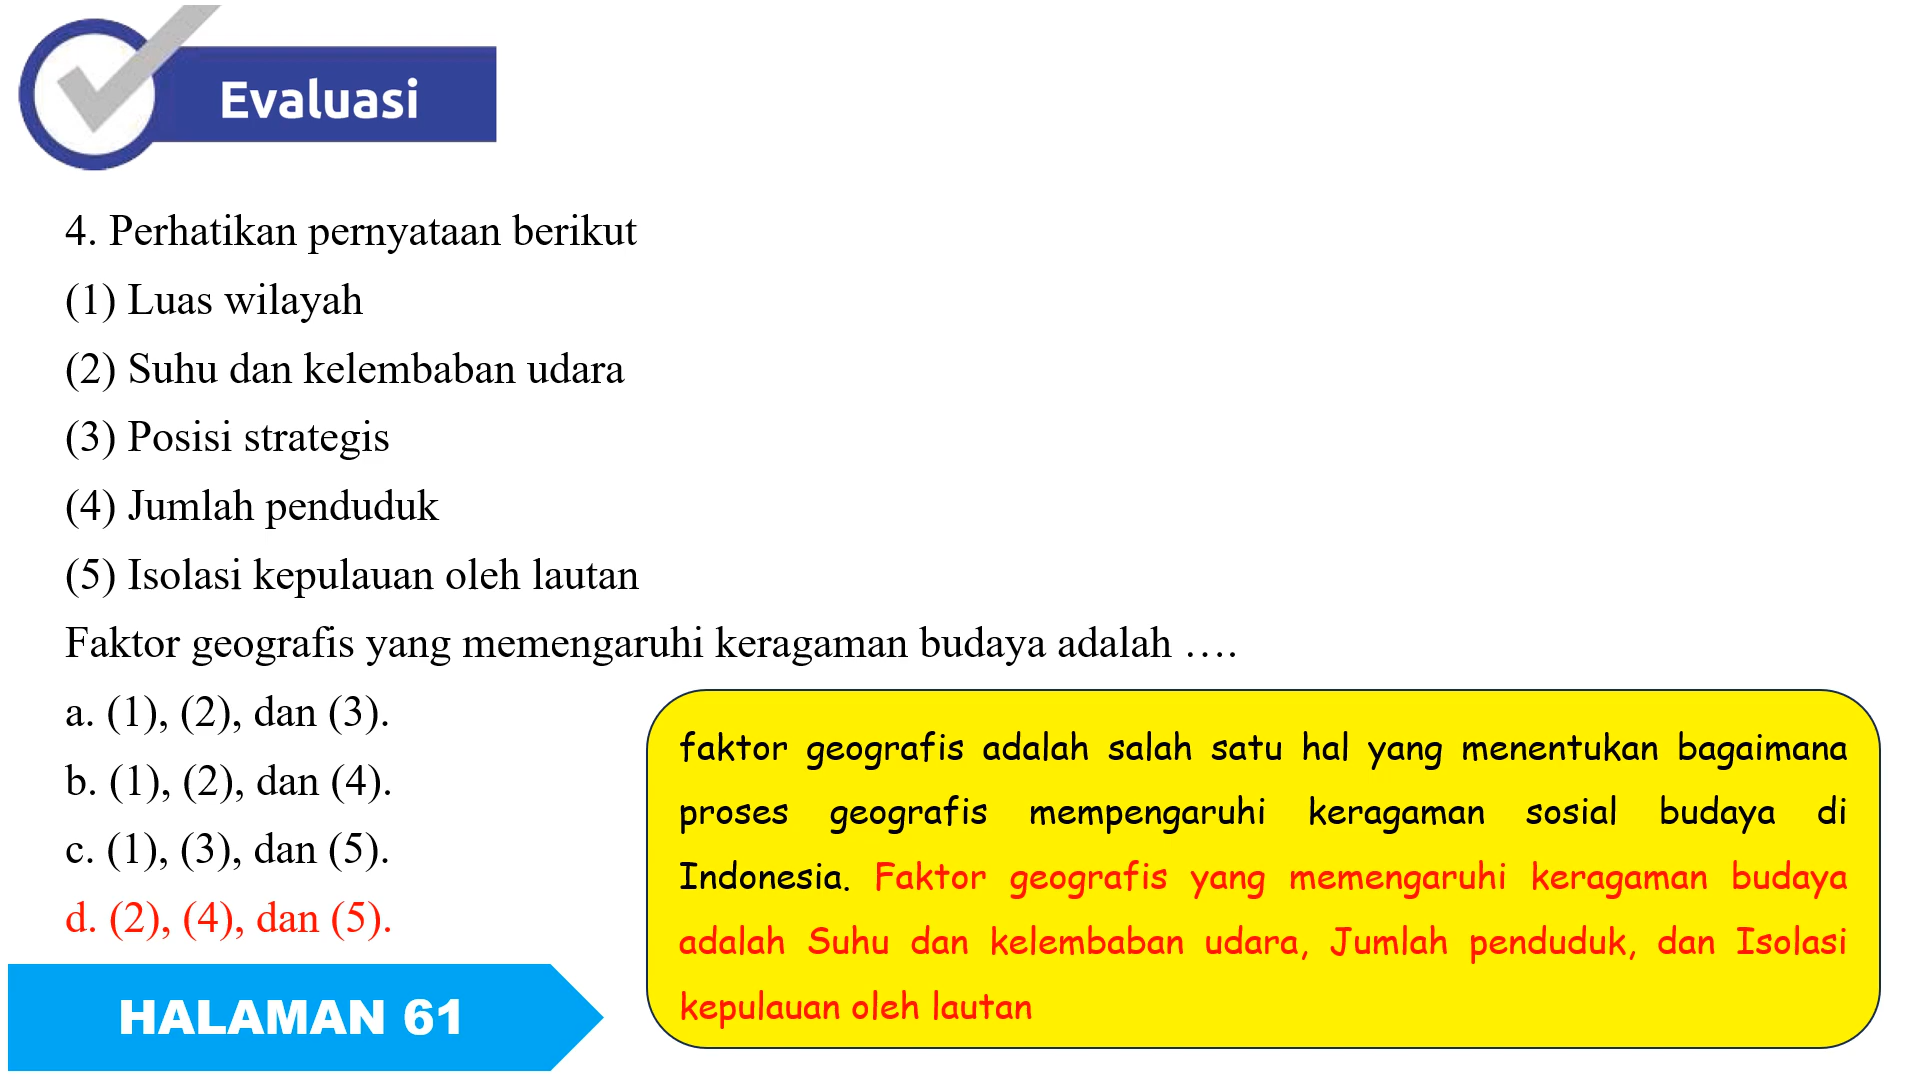 Evaluasi
4. Perhatikan pernyataan berikut
(1) Luas wilayah
(2) Suhu dan kelembaban udara
(3) Posisi strategis
(4) Jumlah penduduk
(5) Isolasi kepulauan oleh lautan
Faktor geografis yang memengaruhi keragaman budaya adalah ….
a. (1), (2), dan (3).
b. (1), (2), dan (4).
c. (1), (3), dan (5).
d. (2), (4), dan (5).
faktor geografis adalah salah satu hal yang menentukan bagaimana
proses geografis mempengaruhi keragaman sosial budaya di
Indonesia. Faktor geografis yang memengaruhi keragaman budaya
adalah Suhu dan kelembaban udara, Jumlah penduduk, dan Isolasi
kepulauan oleh lautan
HALAMAN 61